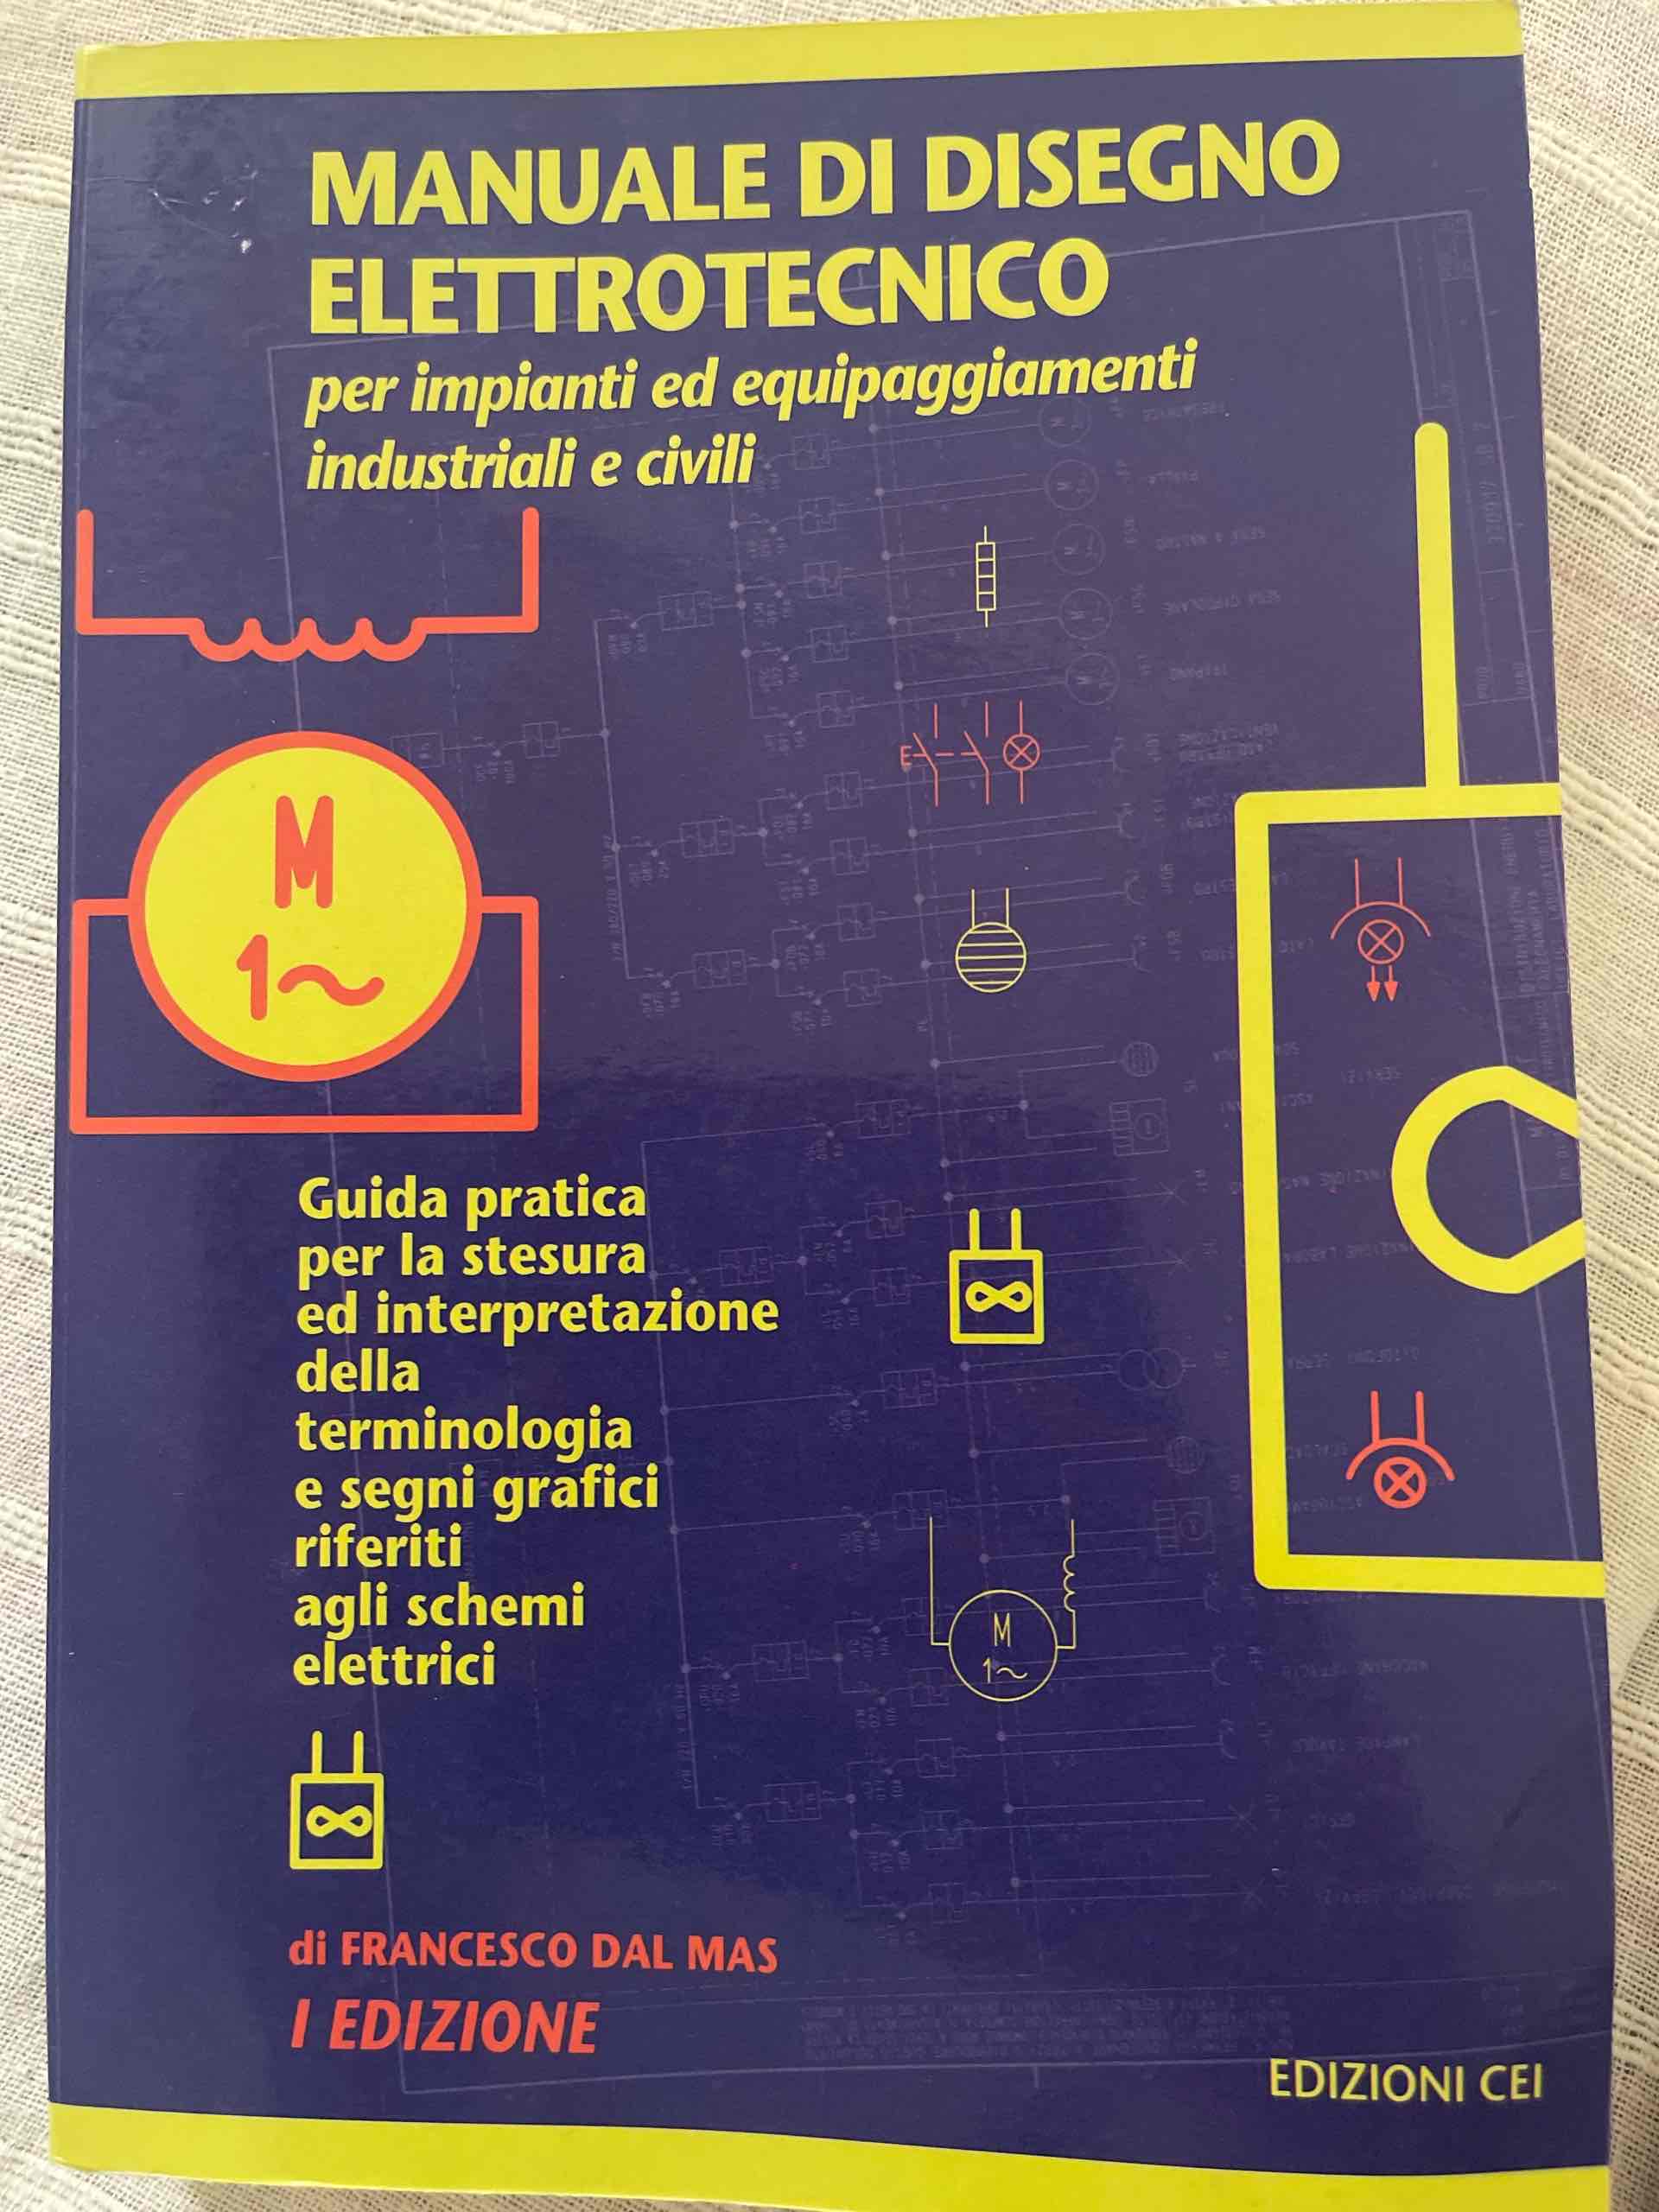 MANUALE DI DISEGNO
ELETTROTECNICO
per impianti ed equipaggiamenti
industriali e civili
M
1~
Guida pratica
per la stesura
ed interpretazione
della
terminologia
e segni grafici
riferiti
agli schemi
elettrici
M
1~
di FRANCESCO DAL MAS
I EDIZIONE
EDIZIONI CEI